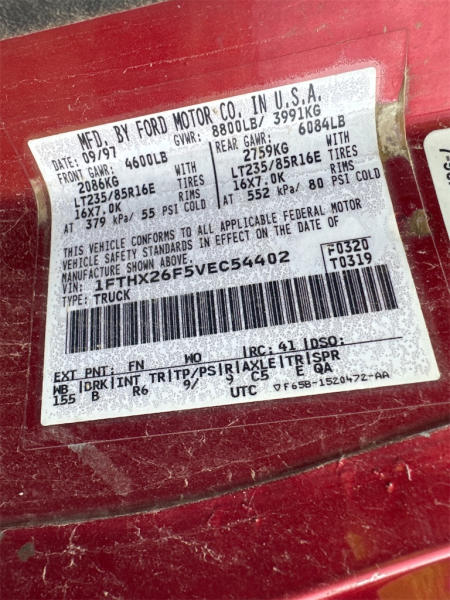 MFD. BY FORD MOTOR CO. IN U.S.A.
DATE: 09/97 GVWR: 8800LB/ 3991KG
FRONT GAWR: 4600LB REAR GAWR: 6084LB
2086KG WITH 2759KG WITH
LT235/85R16E TIRES LT235/85R16E TIRES
16X7.0K RIMS 16X7.0K RIMS
AT 379 kPa/ 55 PSI COLD AT 552 kPa/ 80 PSI COLD
THIS VEHICLE CONFORMS TO ALL APPLICABLE FEDERAL MOTOR
VEHICLE SAFETY STANDARDS IN EFFECT ON THE DATE OF
MANUFACTURE SHOWN ABOVE.
1FTHX26F5VEC54402 F0320
TYPE: TRUCK T0319
EXT PNT: FN WO RC: 41 DSO:
WB BRK INT TR TP/PS R AXLE TR SPR
155 B R6 9/ 9 C5 E QA
UTC ▽F65B-1520472-AA